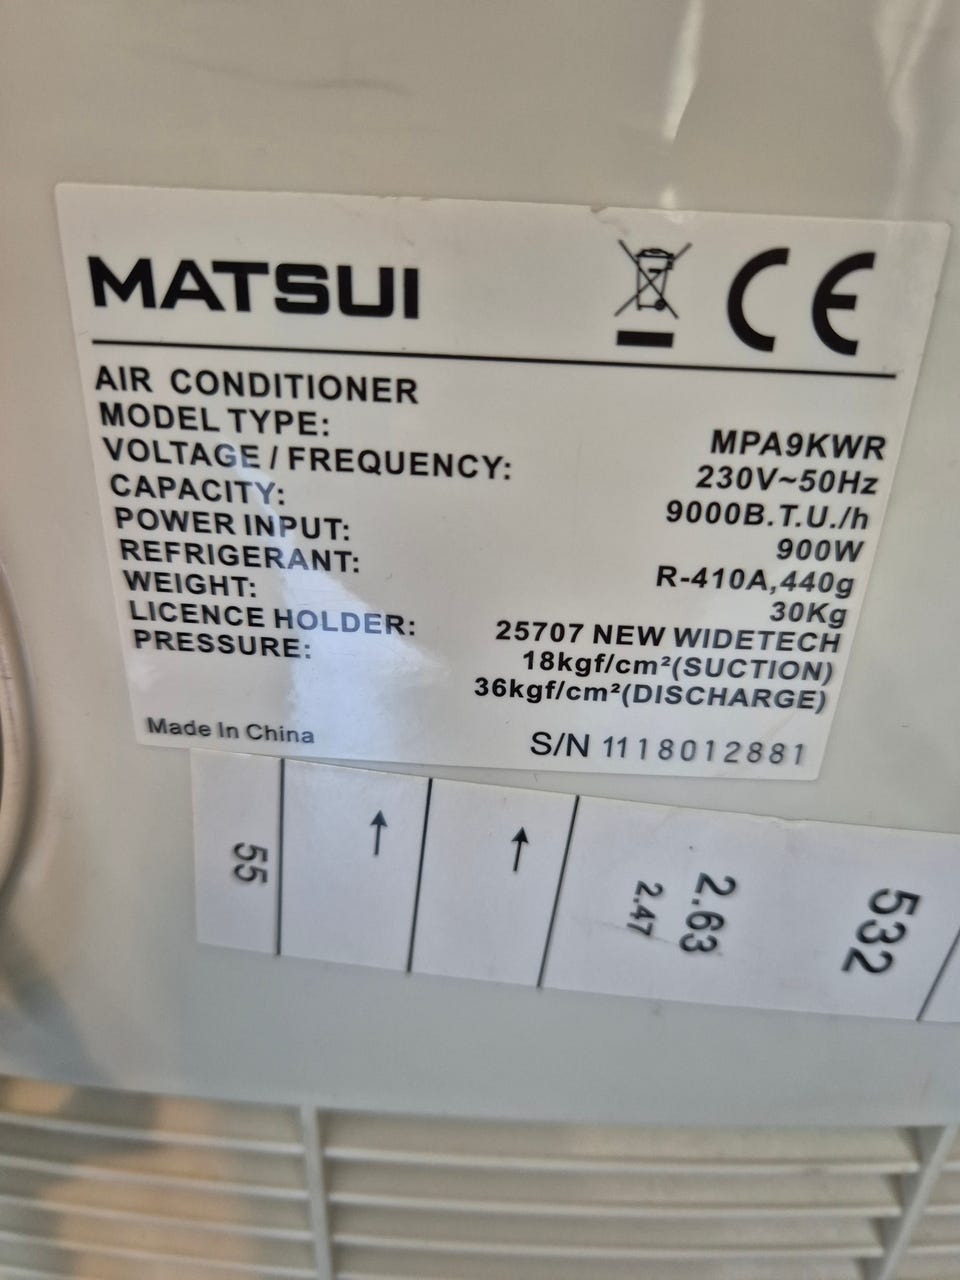 MATSUI
CE
AIR CONDITIONER
MODEL TYPE: MPA9KWR
VOLTAGE / FREQUENCY: 230V~50Hz
CAPACITY: 9000B.T.U./h
POWER INPUT: 900W
REFRIGERANT: R-410A,440g
WEIGHT: 30Kg
LICENCE HOLDER: 25707 NEW WIDETECH
PRESSURE: 18kgf/cm²(SUCTION)
36kgf/cm²(DISCHARGE)
Made In China S/N 1118012881
55
2.47
2.63
532